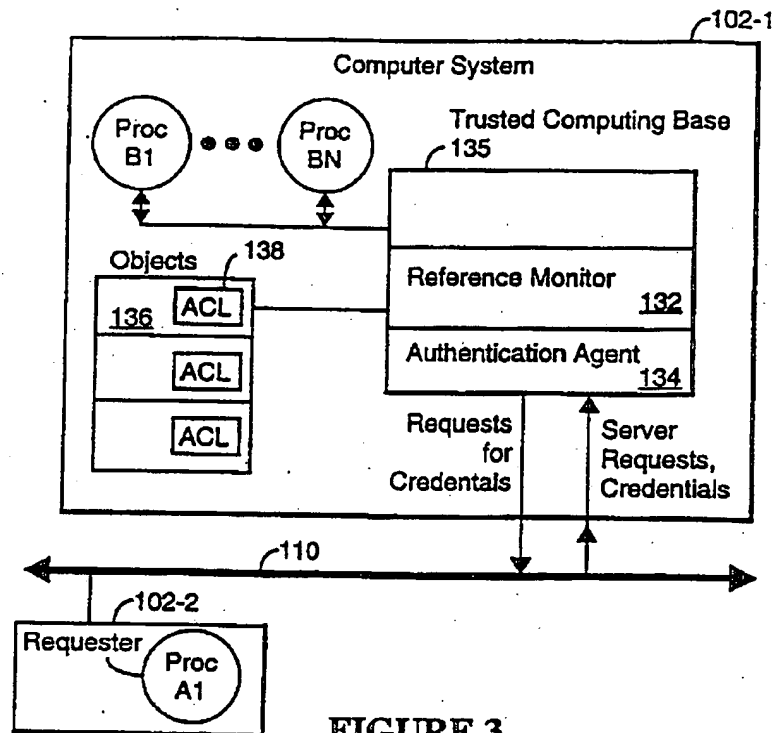 102-1
Computer System
Proc
B1
Proc
BN
Trusted Computing Base
135
Objects
138
136
ACL
ACL
ACL
Reference Monitor
132
Authentication Agent
134
Requests
for
Credentals
Server
Requests,
Credentials
110
102-2
Requester
Proc
A1
FIGURE 3